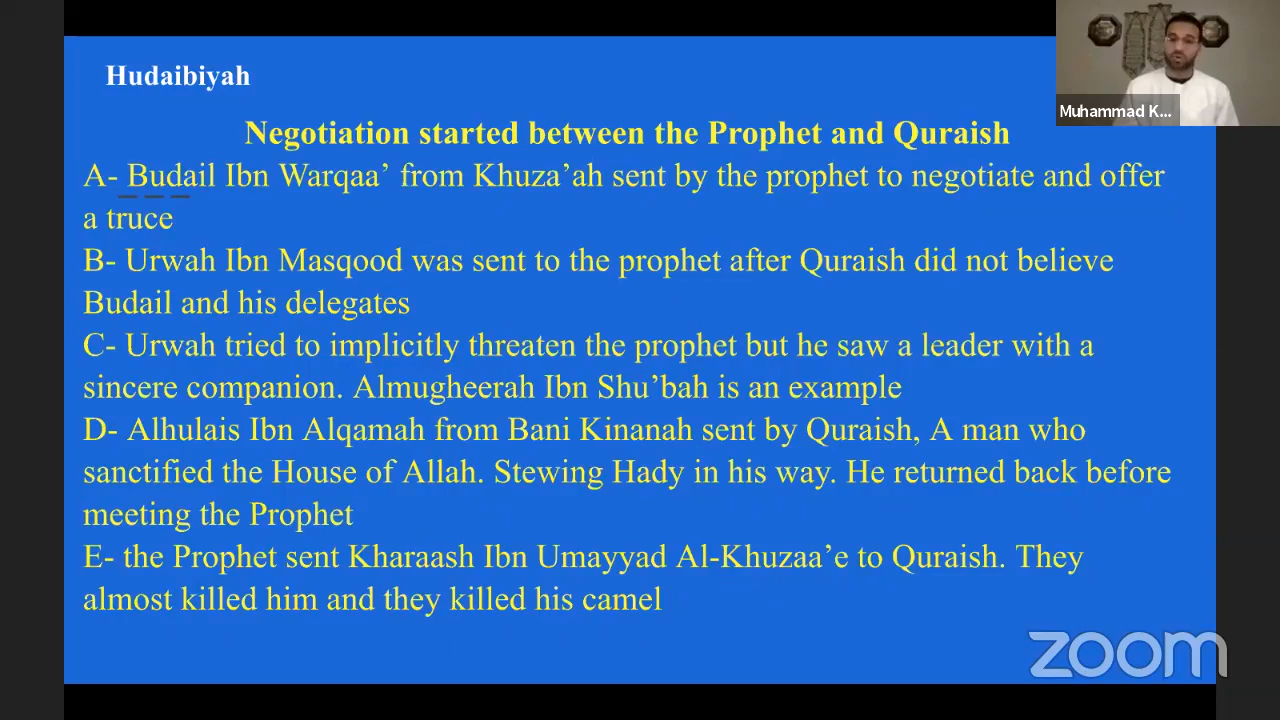 Hudaibiyah
Muhammad K...
Negotiation started between the Prophet and Quraish
A- Budail Ibn Warqaa’ from Khuza’ah sent by the prophet to negotiate and offer
a truce
B- Urwah Ibn Masqood was sent to the prophet after Quraish did not believe
Budail and his delegates
C- Urwah tried to implicitly threaten the prophet but he saw a leader with a
sincere companion. Almugheerah Ibn Shu’bah is an example
D- Alhulais Ibn Alqamah from Bani Kinanah sent by Quraish, A man who
sanctified the House of Allah. Stewing Hady in his way. He returned back before
meeting the Prophet
E- the Prophet sent Kharaash Ibn Umayyad Al-Khuzaa’e to Quraish. They
almost killed him and they killed his camel
zoom